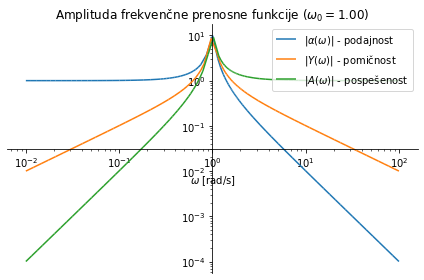 Amplituda frekvenčne prenosne funkcije (ω₀ = 1.00)
|α(ω)| - podajnost
|Y(ω)| - pomičnost
|A(ω)| - pospešenost
10¹
10⁰
10⁻¹
10⁻² 10⁻¹ 10⁰ 10¹ 10²
ω [rad/s]
10⁻²
10⁻³
10⁻⁴